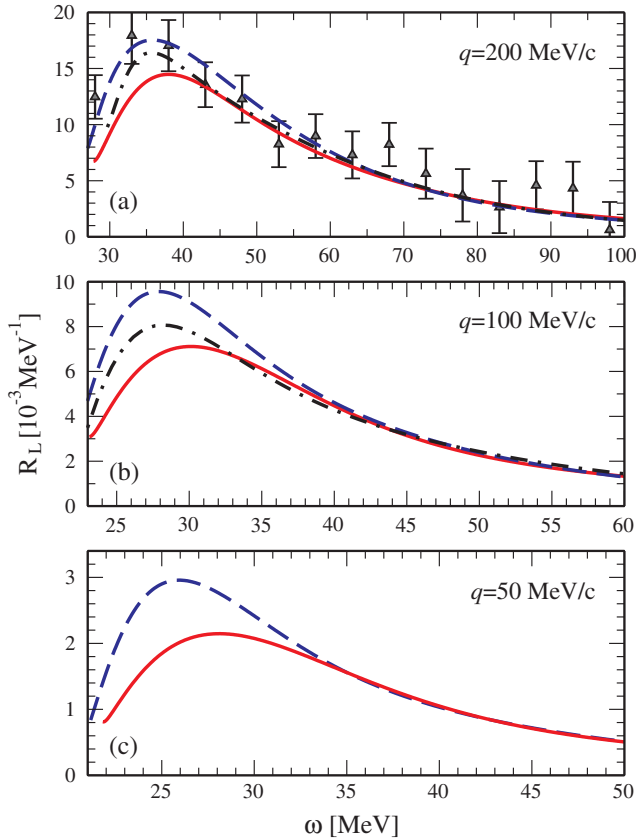 20
15
10
5
0
q=200 MeV/c
(a)
30 40 50 60 70 80 90 100
10
8
6
4
2
0
q=100 MeV/c
(b)
25 30 35 40 45 50 55 60
R_L [10^-3 MeV^-1]
3
2
1
0
q=50 MeV/c
(c)
25 30 35 40 45 50
ω [MeV]